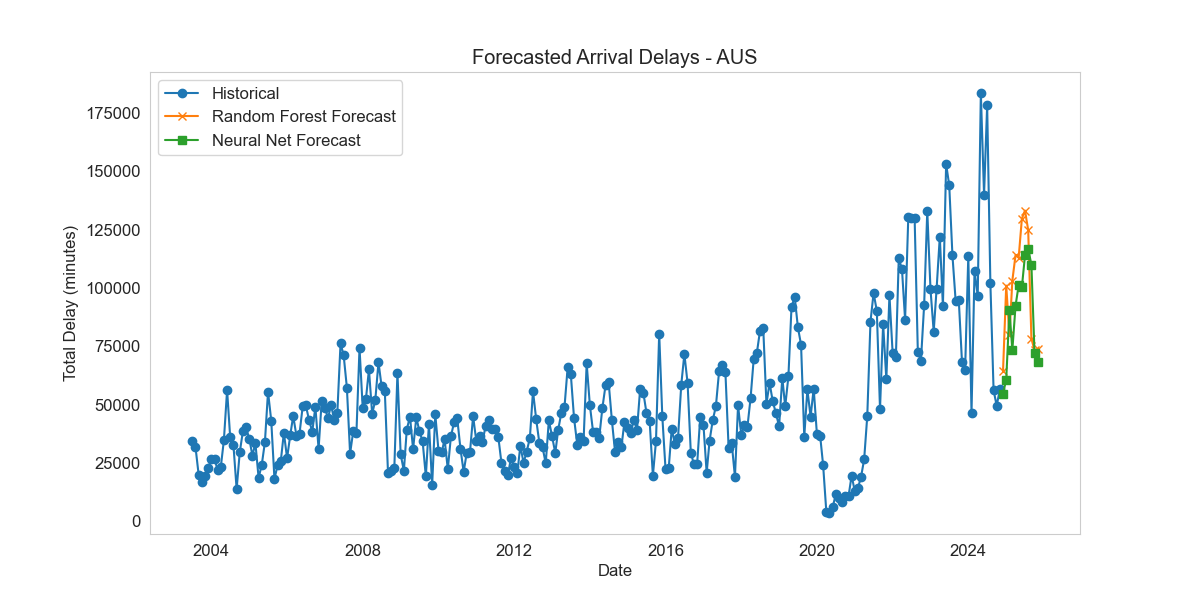 Forecasted Arrival Delays - AUS
Historical
Random Forest Forecast
Neural Net Forecast
Total Delay (minutes)
175000
150000
125000
100000
75000
50000
25000
0
2004
2008
2012
2016
2020
2024
Date